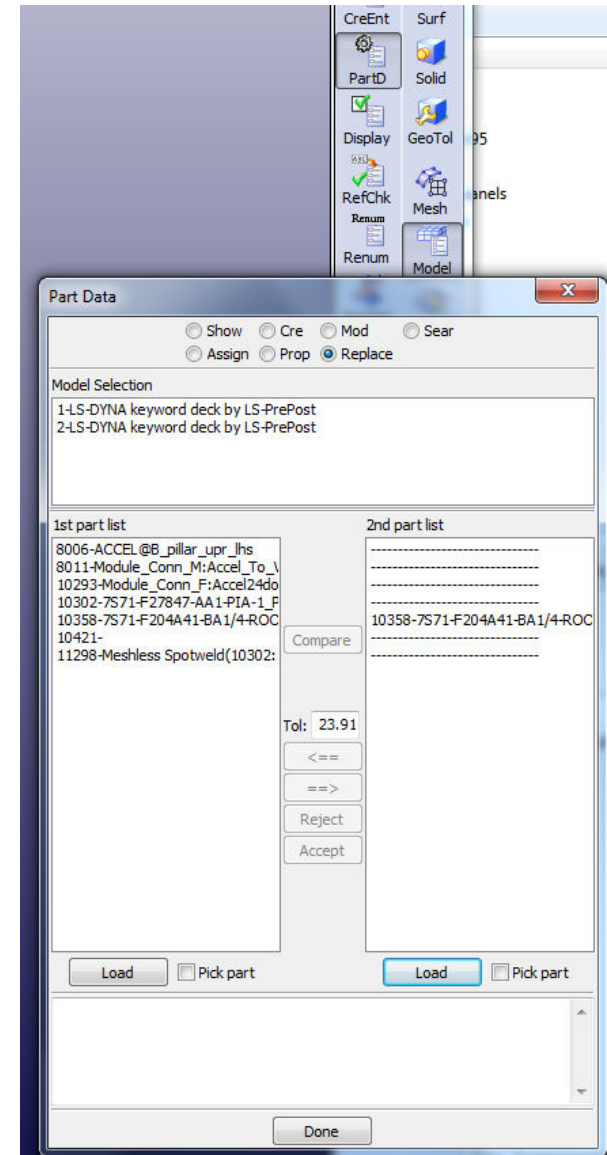 CreEnt Surf
PartD Solid
Display GeoTol 95
RefChk Mesh anels
Renum
Renum Model
Part Data
Show Cre Mod Sear
Assign Prop Replace
Model Selection
1-LS-DYNA keyword deck by LS-PrePost
2-LS-DYNA keyword deck by LS-PrePost
1st part list 2nd part list
8006-ACCEL@B_pillar_upr_lhs ------------------------------
8011-Module_Conn_M:Accel_To_\ ------------------------------
10293-Module_Conn_F:Accel24do ------------------------------
10302-7S71-F27847-AA1-PIA-1_F ------------------------------
10358-7S71-F204A41-BA1/4-ROC 10358-7S71-F204A41-BA1/4-ROC
10421- ------------------------------
11298-Meshless Spotweld(10302: ------------------------------
Compare
Tol: 23.91
<==
==>
Reject
Accept
Load Pick part Load Pick part
Done